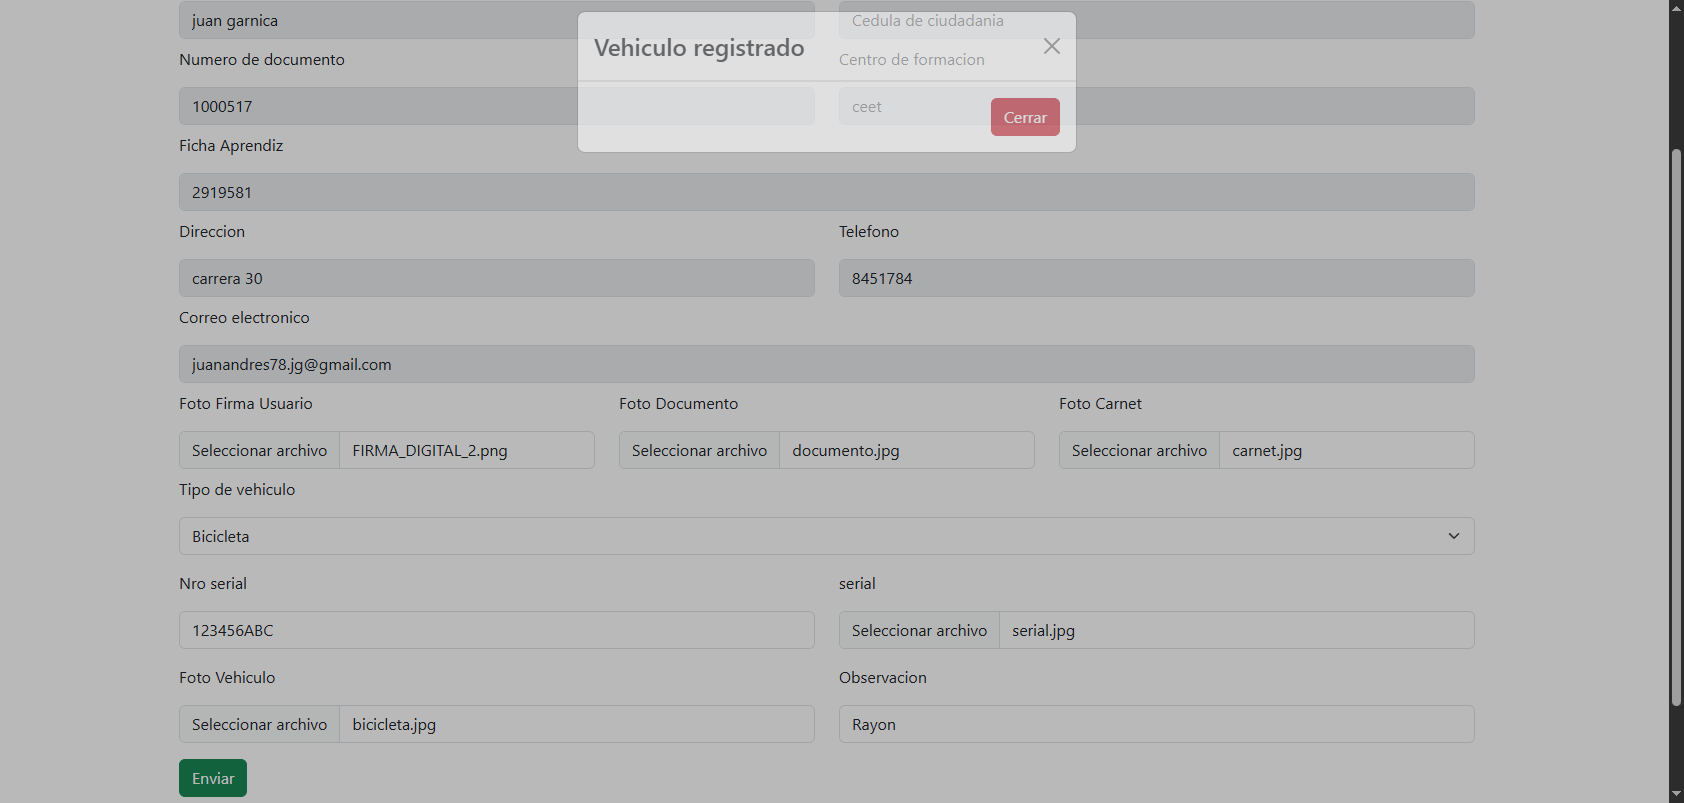 juan garnica
Cedula de ciudadania
Vehiculo registrado
Numero de documento
Centro de formacion
1000517
ceet
Cerrar
Ficha Aprendiz
2919581
Direccion
Telefono
carrera 30
8451784
Correo electronico
juanandres78.jg@gmail.com
Foto Firma Usuario
Foto Documento
Foto Carnet
Seleccionar archivo FIRMA_DIGITAL_2.png
Seleccionar archivo documento.jpg
Seleccionar archivo carnet.jpg
Tipo de vehiculo
Bicicleta
Nro serial
serial
123456ABC
Seleccionar archivo serial.jpg
Foto Vehiculo
Observacion
Seleccionar archivo bicicleta.jpg
Rayon
Enviar